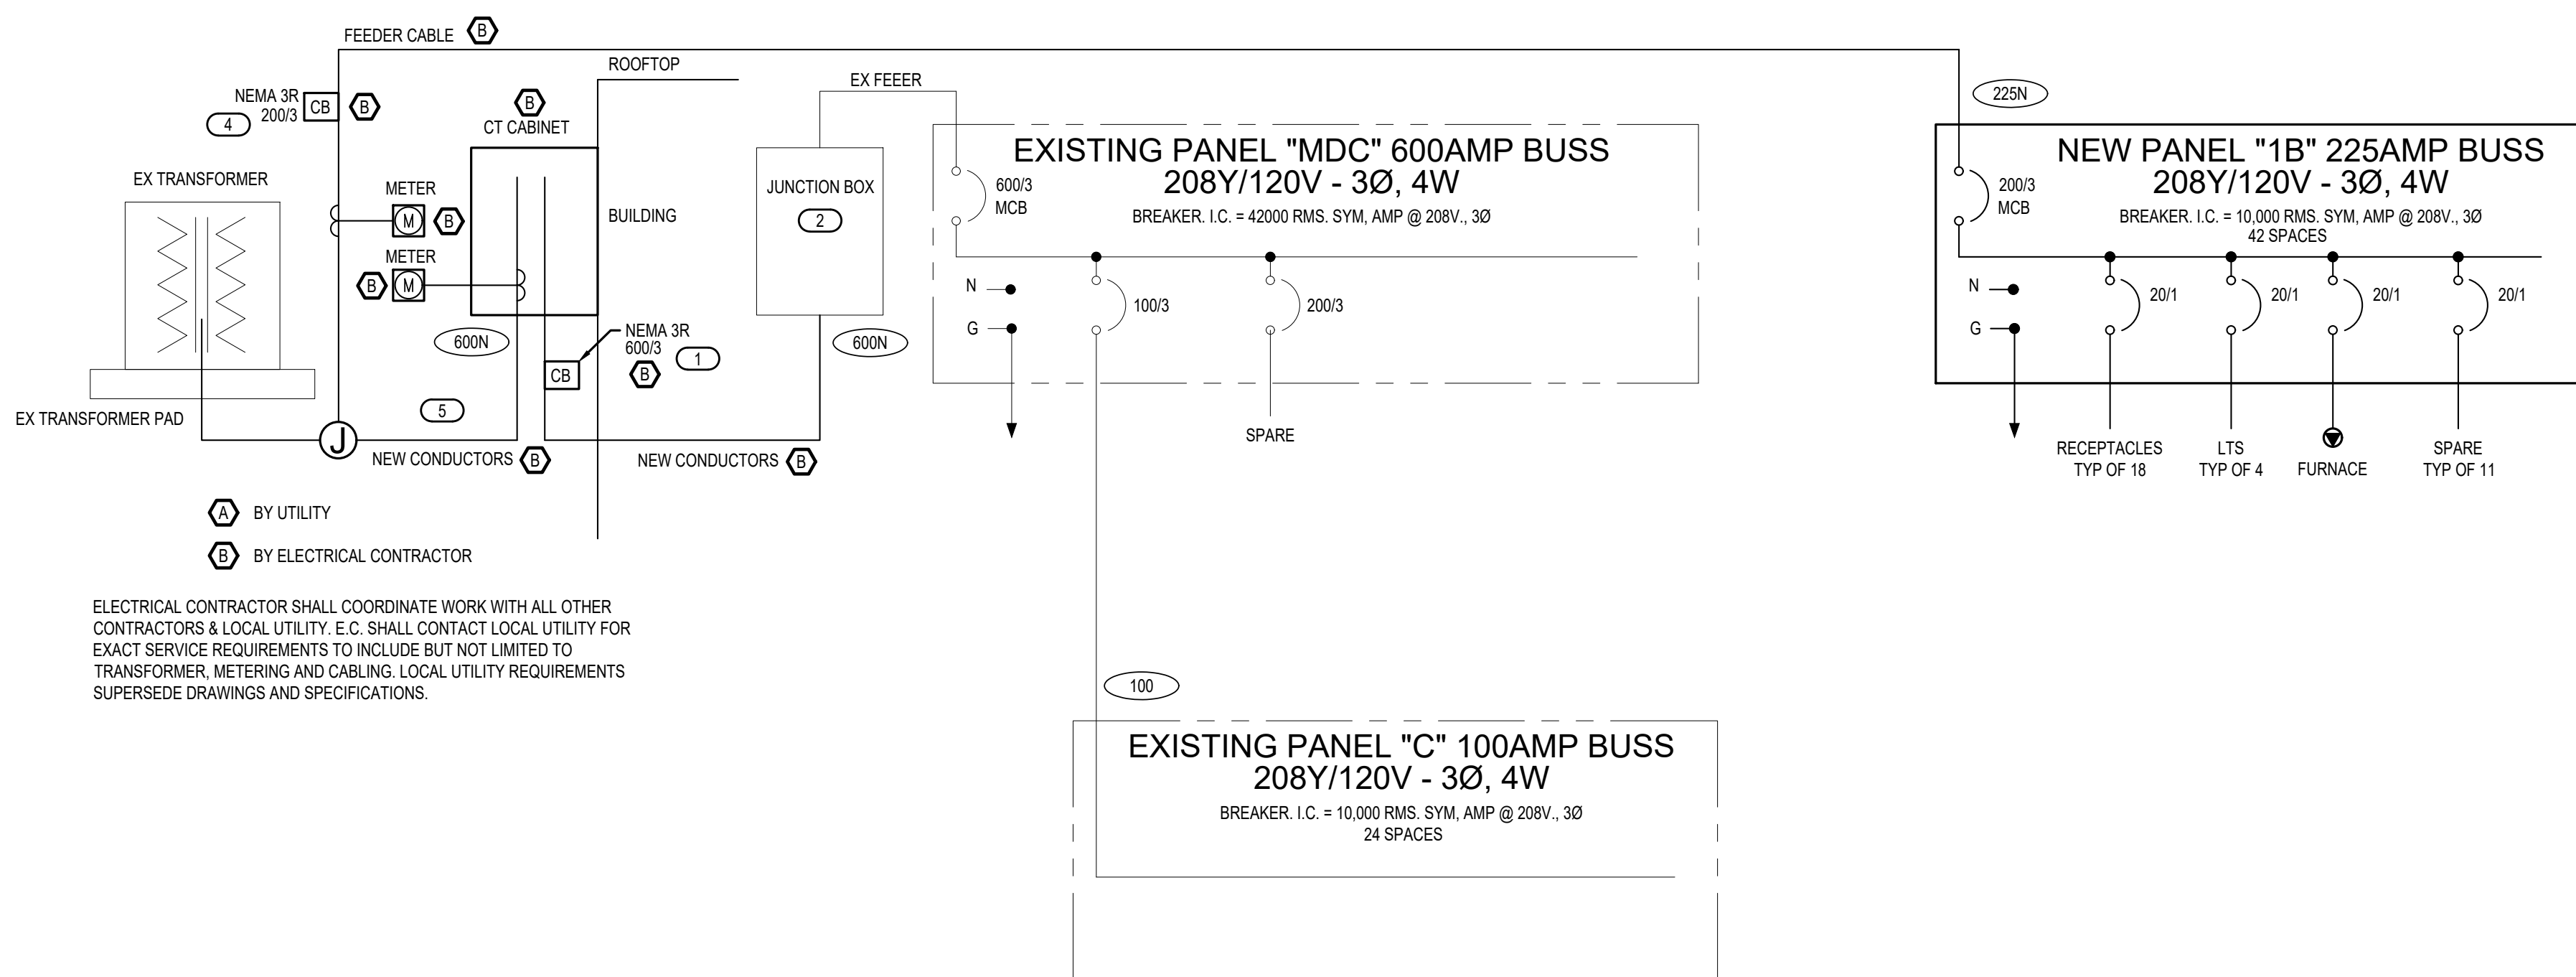 FEEDER CABLE B
ROOFTOP
EX FEEER
NEMA 3R
200/3
CB
B
4
B
CT CABINET
225N
EX TRANSFORMER
METER
M
B
METER
B
M
BUILDING
JUNCTION BOX
2
600N
NEMA 3R
600/3
1
CB
B
600N
5
EX TRANSFORMER PAD
J
NEW CONDUCTORS B
NEW CONDUCTORS B
EXISTING PANEL "MDC" 600AMP BUSS
208Y/120V - 3Ø, 4W
BREAKER. I.C. = 42000 RMS. SYM, AMP @ 208V., 3Ø
600/3
MCB
N
G
100/3
200/3
SPARE
NEW PANEL "1B" 225AMP BUSS
208Y/120V - 3Ø, 4W
BREAKER. I.C. = 10,000 RMS. SYM, AMP @ 208V., 3Ø
42 SPACES
200/3
MCB
N
G
20/1
20/1
20/1
20/1
RECEPTACLES
TYP OF 18
LTS
TYP OF 4
FURNACE
SPARE
TYP OF 11
A BY UTILITY
B BY ELECTRICAL CONTRACTOR
ELECTRICAL CONTRACTOR SHALL COORDINATE WORK WITH ALL OTHER
CONTRACTORS & LOCAL UTILITY. E.C. SHALL CONTACT LOCAL UTILITY FOR
EXACT SERVICE REQUIREMENTS TO INCLUDE BUT NOT LIMITED TO
TRANSFORMER, METERING AND CABLING. LOCAL UTILITY REQUIREMENTS
SUPERSEDE DRAWINGS AND SPECIFICATIONS.
100
EXISTING PANEL "C" 100AMP BUSS
208Y/120V - 3Ø, 4W
BREAKER. I.C. = 10,000 RMS. SYM, AMP @ 208V., 3Ø
24 SPACES